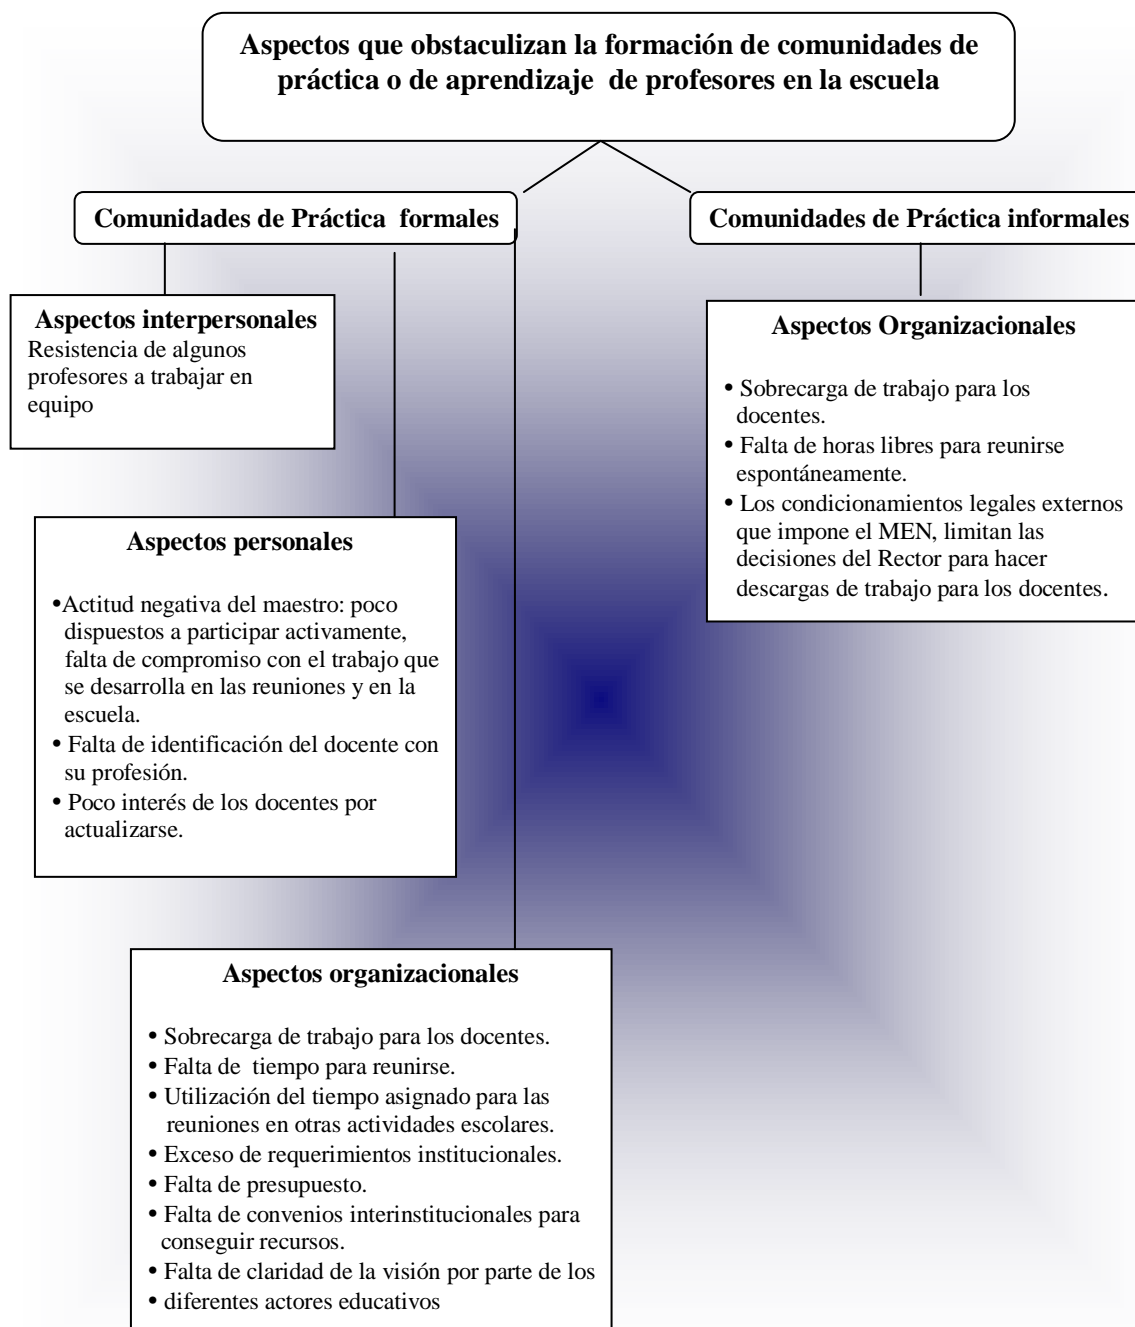 Aspectos que obstaculizan la formación de comunidades de
práctica o de aprendizaje de profesores en la escuela
Comunidades de Práctica formales
Comunidades de Práctica informales
Aspectos interpersonales
Resistencia de algunos
profesores a trabajar en
equipo
Aspectos Organizacionales
• Sobrecarga de trabajo para los
docentes.
• Falta de horas libres para reunirse
espontáneamente.
• Los condicionamientos legales externos
que impone el MEN, limitan las
decisiones del Rector para hacer
descargas de trabajo para los docentes.
Aspectos personales
•Actitud negativa del maestro: poco
dispuestos a participar activamente,
falta de compromiso con el trabajo que
se desarrolla en las reuniones y en la
escuela.
• Falta de identificación del docente con
su profesión.
• Poco interés de los docentes por
actualizarse.
Aspectos organizacionales
• Sobrecarga de trabajo para los docentes.
• Falta de tiempo para reunirse.
• Utilización del tiempo asignado para las
reuniones en otras actividades escolares.
• Exceso de requerimientos institucionales.
• Falta de presupuesto.
• Falta de convenios interinstitucionales para
conseguir recursos.
• Falta de claridad de la visión por parte de los
• diferentes actores educativos